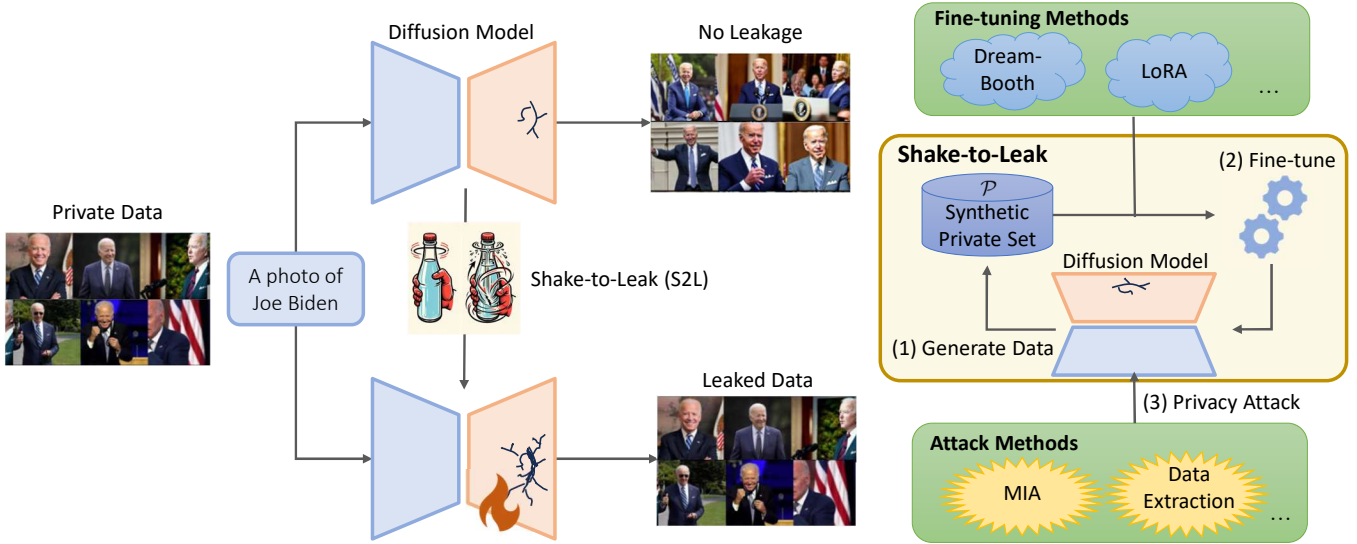 Diffusion Model
No Leakage
Private Data
A photo of
Joe Biden
Shake-to-Leak (S2L)
Leaked Data
Fine-tuning Methods
Dream-
Booth
LoRA
...
Shake-to-Leak
(2) Fine-tune
𝒫
Synthetic
Private Set
Diffusion Model
(1) Generate Data
(3) Privacy Attack
Attack Methods
MIA
Data
Extraction
...